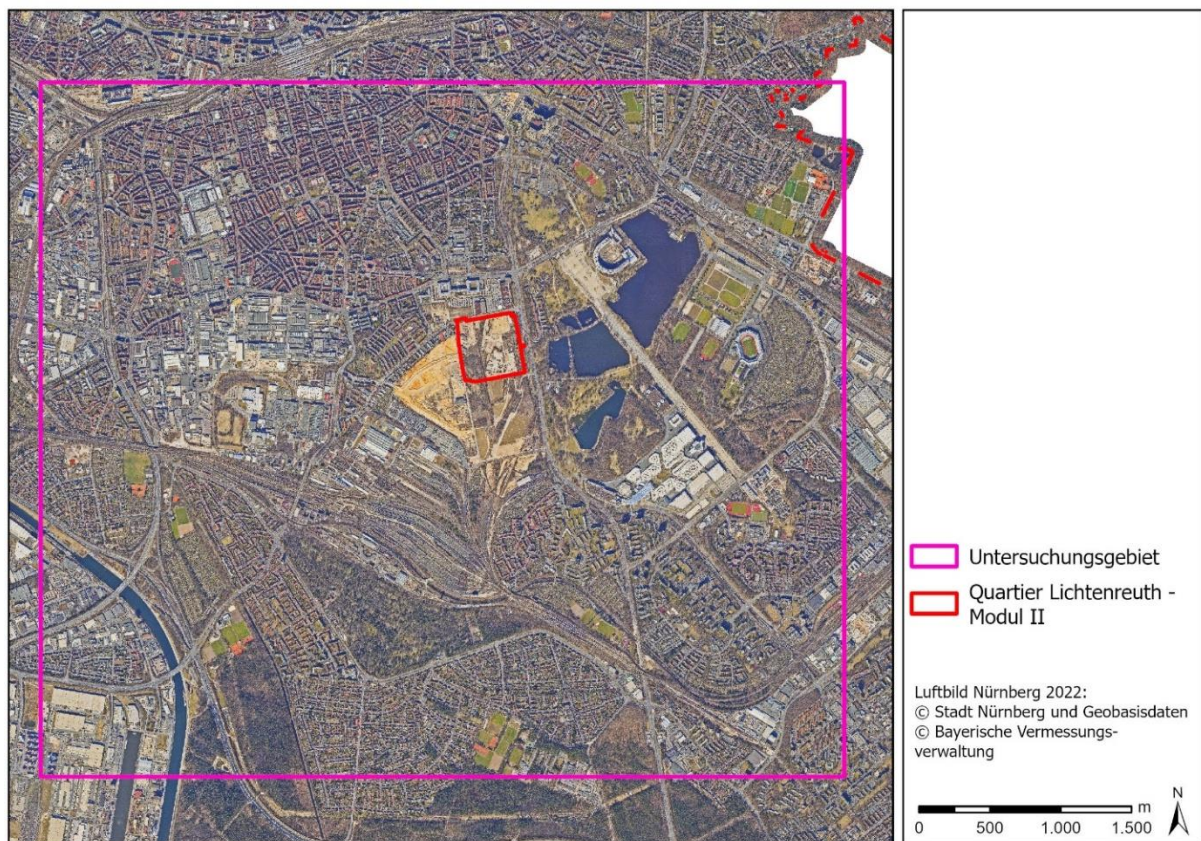 Untersuchungsgebiet
Quartier Lichtenreuth -
Modul II
Luftbild Nürnberg 2022:
© Stadt Nürnberg und Geobasisdaten
© Bayerische Vermessungs-
verwaltung
N
m
0 500 1.000 1.500